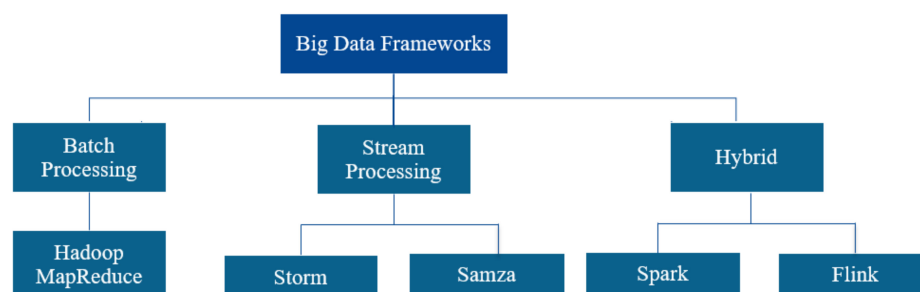 Big Data Frameworks
Batch
Processing
Stream
Processing
Hybrid
Hadoop
MapReduce
Storm
Samza
Spark
Flink